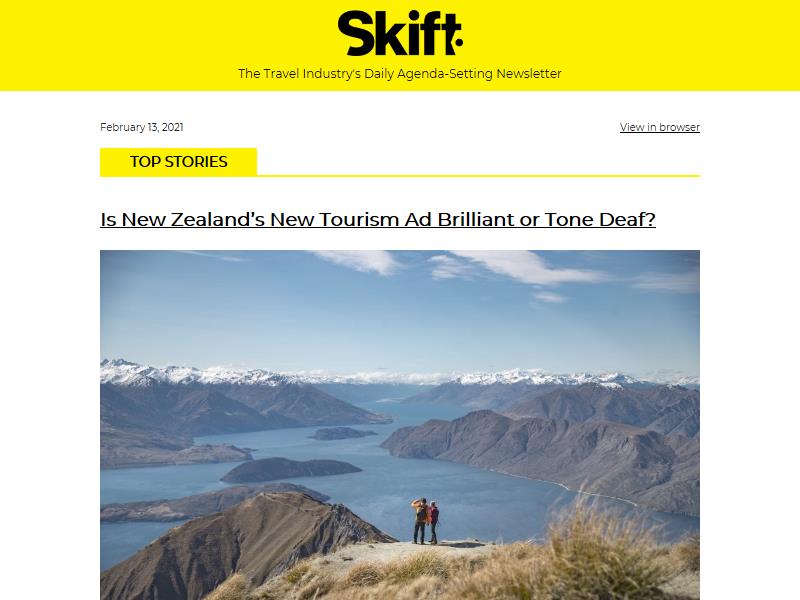 Skift.
The Travel Industry's Daily Agenda-Setting Newsletter
February 13, 2021
View in browser
TOP STORIES
Is New Zealand's New Tourism Ad Brilliant or Tone Deaf?